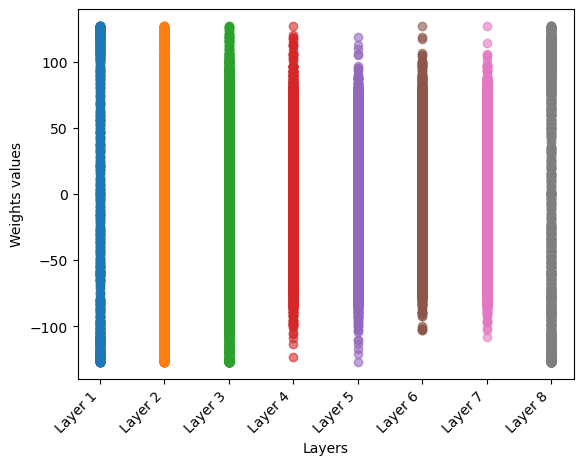 Weights values
100
50
0
−50
−100
Layer 1
Layer 2
Layer 3
Layer 4
Layer 5
Layer 6
Layer 7
Layer 8
Layers